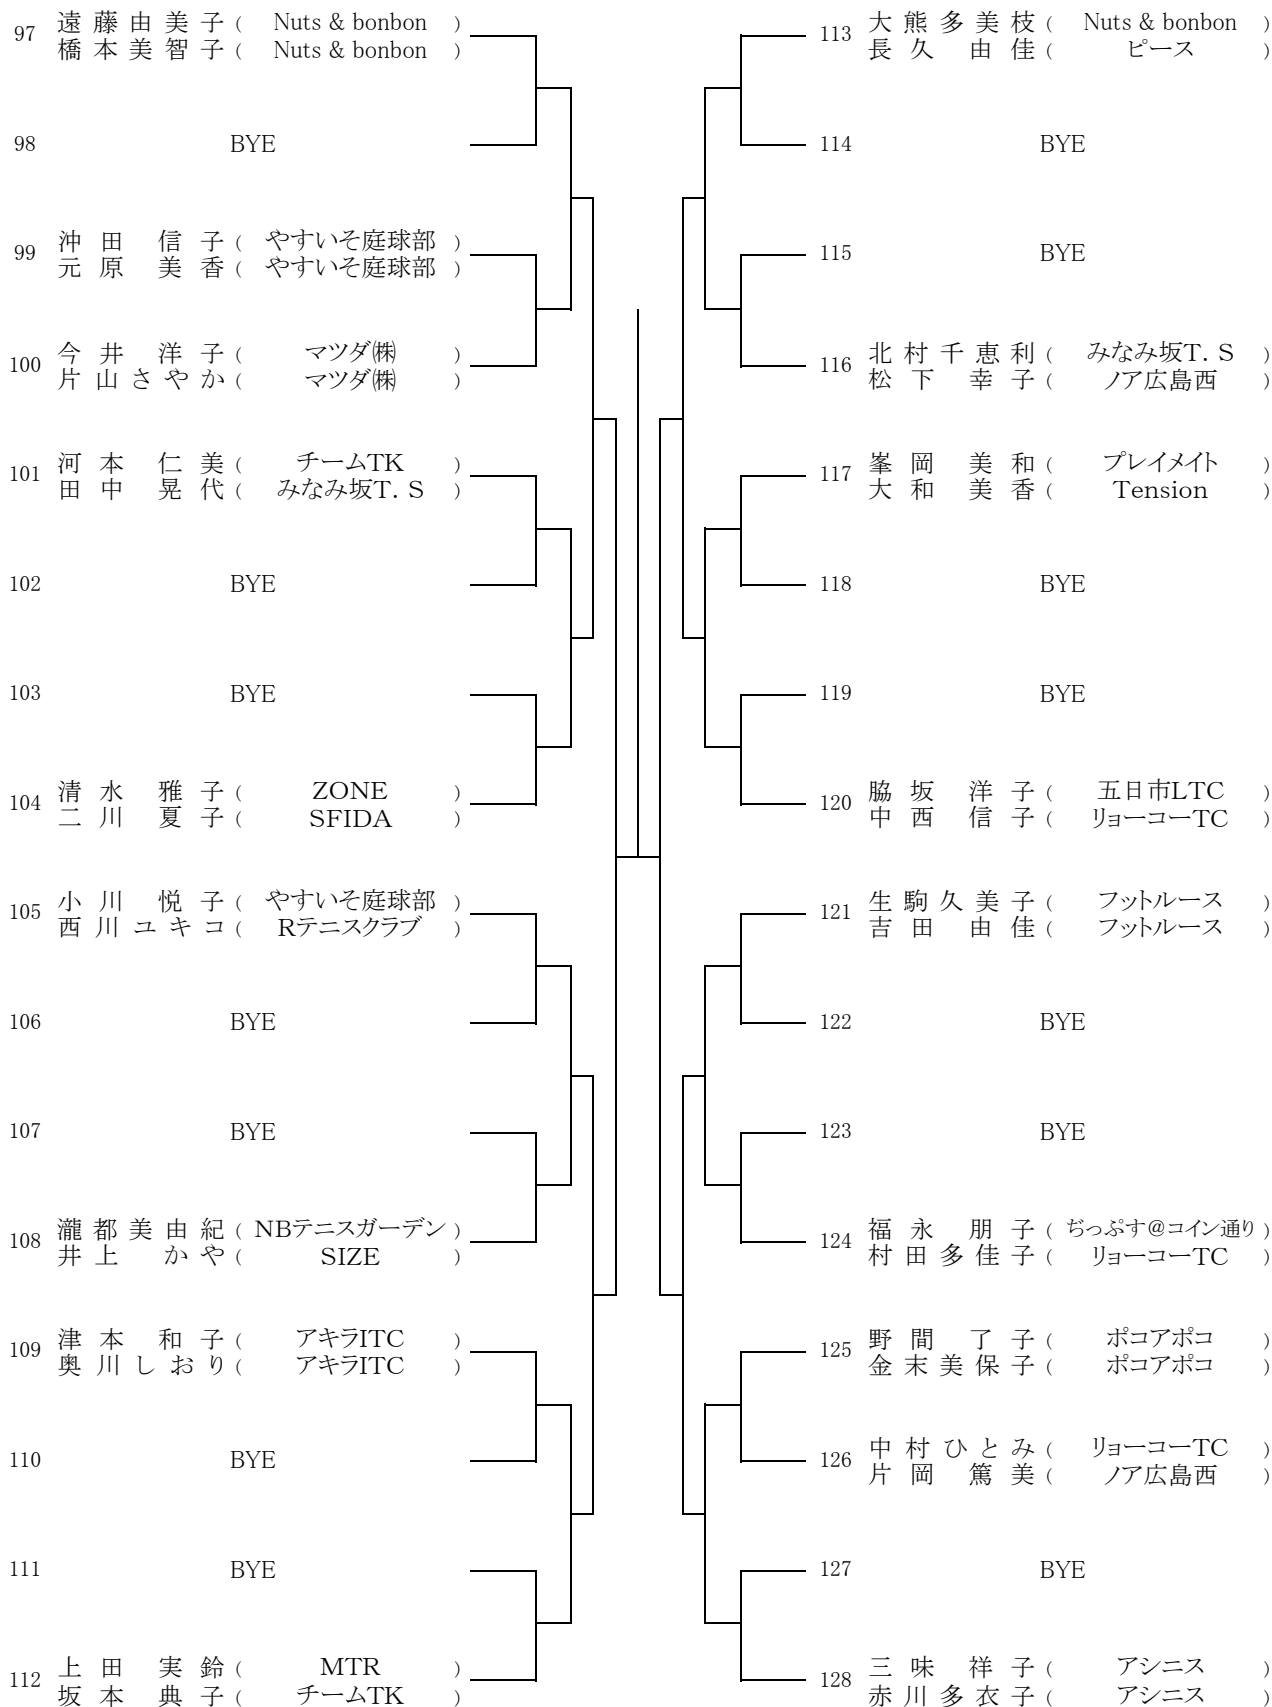 97 遠藤由美子( Nuts & bonbon )
橋本美智子( Nuts & bonbon )
98 BYE
99 沖田 信子( やすいそ庭球部 )
元原 美香( やすいそ庭球部 )
100 今井 洋子( マツダ㈱ )
片山さやか( マツダ㈱ )
101 河本 仁美( チームTK )
田中 晃代( みなみ坂T.S )
102 BYE
103 BYE
104 清水 雅子( ZONE )
二川 夏子( SFIDA )
105 小川 悦子( やすいそ庭球部 )
西川ユキコ( Rテニスクラブ )
106 BYE
107 BYE
108 瀧都美由紀( NBテニスガーデン )
井上 かや( SIZE )
109 津本 和子( アキラITC )
奥川しおり( アキラITC )
110 BYE
111 BYE
112 上田 実鈴( MTR )
坂本 典子( チームTK )
113 大熊多美枝( Nuts & bonbon )
長久 由佳( ピース )
114 BYE
115 BYE
116 北村千恵利( みなみ坂T.S )
松下 幸子( ノア広島西 )
117 峯岡 美和( プレイメイト )
大和 美香( Tension )
118 BYE
119 BYE
120 脇坂 洋子( 五日市LTC )
中西 信子( リョーコーTC )
121 生駒久美子( フットルース )
吉田 由佳( フットルース )
122 BYE
123 BYE
124 福永 朋子( ぢっぷす@コイン通り )
村田多佳子( リョーコーTC )
125 野間 了子( ポコアポコ )
金末美保子( ポコアポコ )
126 中村ひとみ( リョーコーTC )
片岡 篤美( ノア広島西 )
127 BYE
128 三味 祥子( アシニス )
赤川多衣子( アシニス )